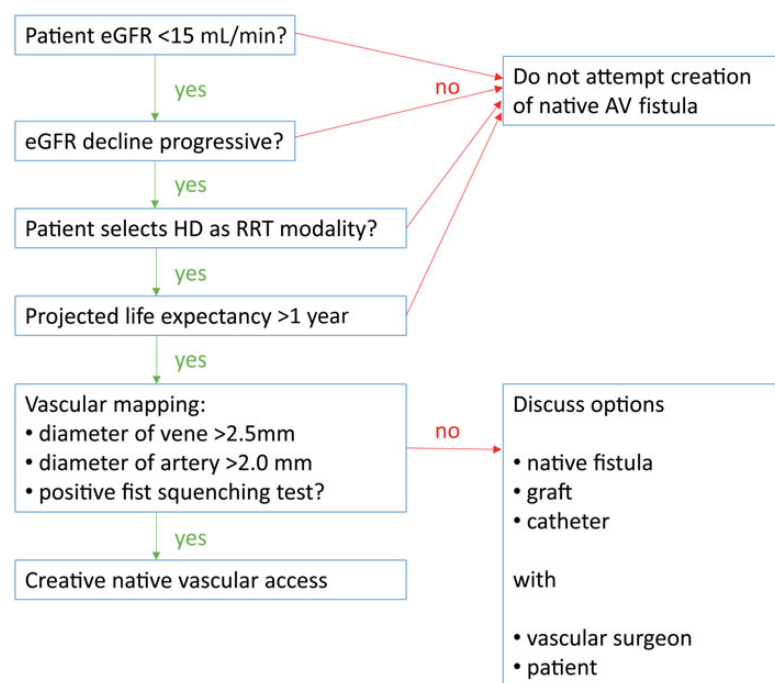 Patient eGFR <15 mL/min?
yes
eGFR decline progressive?
yes
Patient selects HD as RRT modality?
yes
Projected life expectancy >1 year
yes
Vascular mapping:
• diameter of vene >2.5mm
• diameter of artery >2.0 mm
• positive fist squenching test?
yes
Creative native vascular access
no
Do not attempt creation
of native AV fistula
no
Discuss options
• native fistula
• graft
• catheter
with
• vascular surgeon
• patient